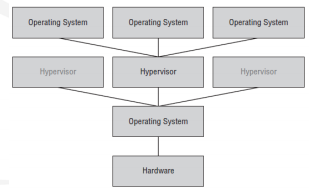 Operating System Operating System Operating System
Hypervisor Hypervisor Hypervisor
Operating System
Hardware